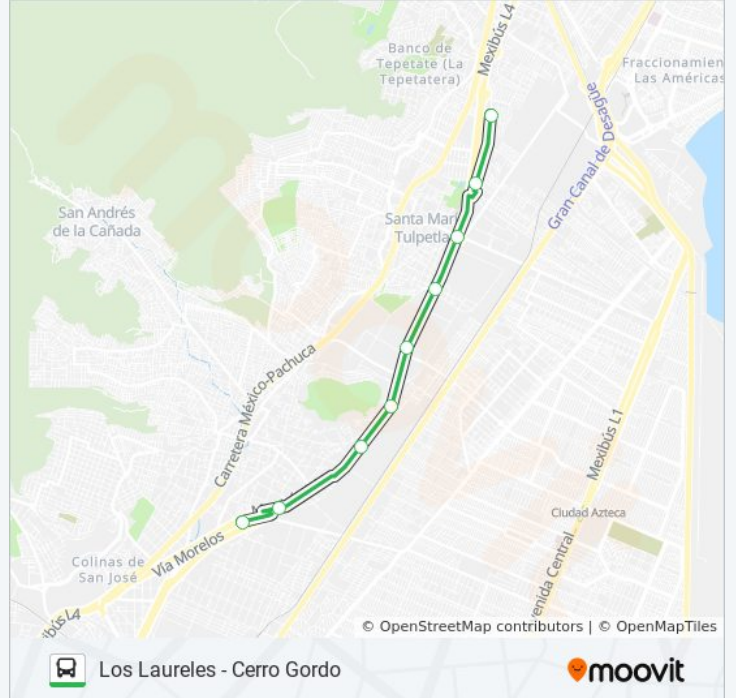 Banco de
Tepetate (La
Tepetatera)
Mexibús L4
Fraccionamien
Las Américas
Gran Canal de Desagüe
San Andrés
de la Cañada
Santa Mar
Tulpetla
Carretera México-Pachuca
Mexibús L1
Ciudad Azteca
Vía Morelos
Colinas de
San José
enida Central
ibús L4
© OpenStreetMap contributors | © OpenMapTiles
Los Laureles - Cerro Gordo
moovit